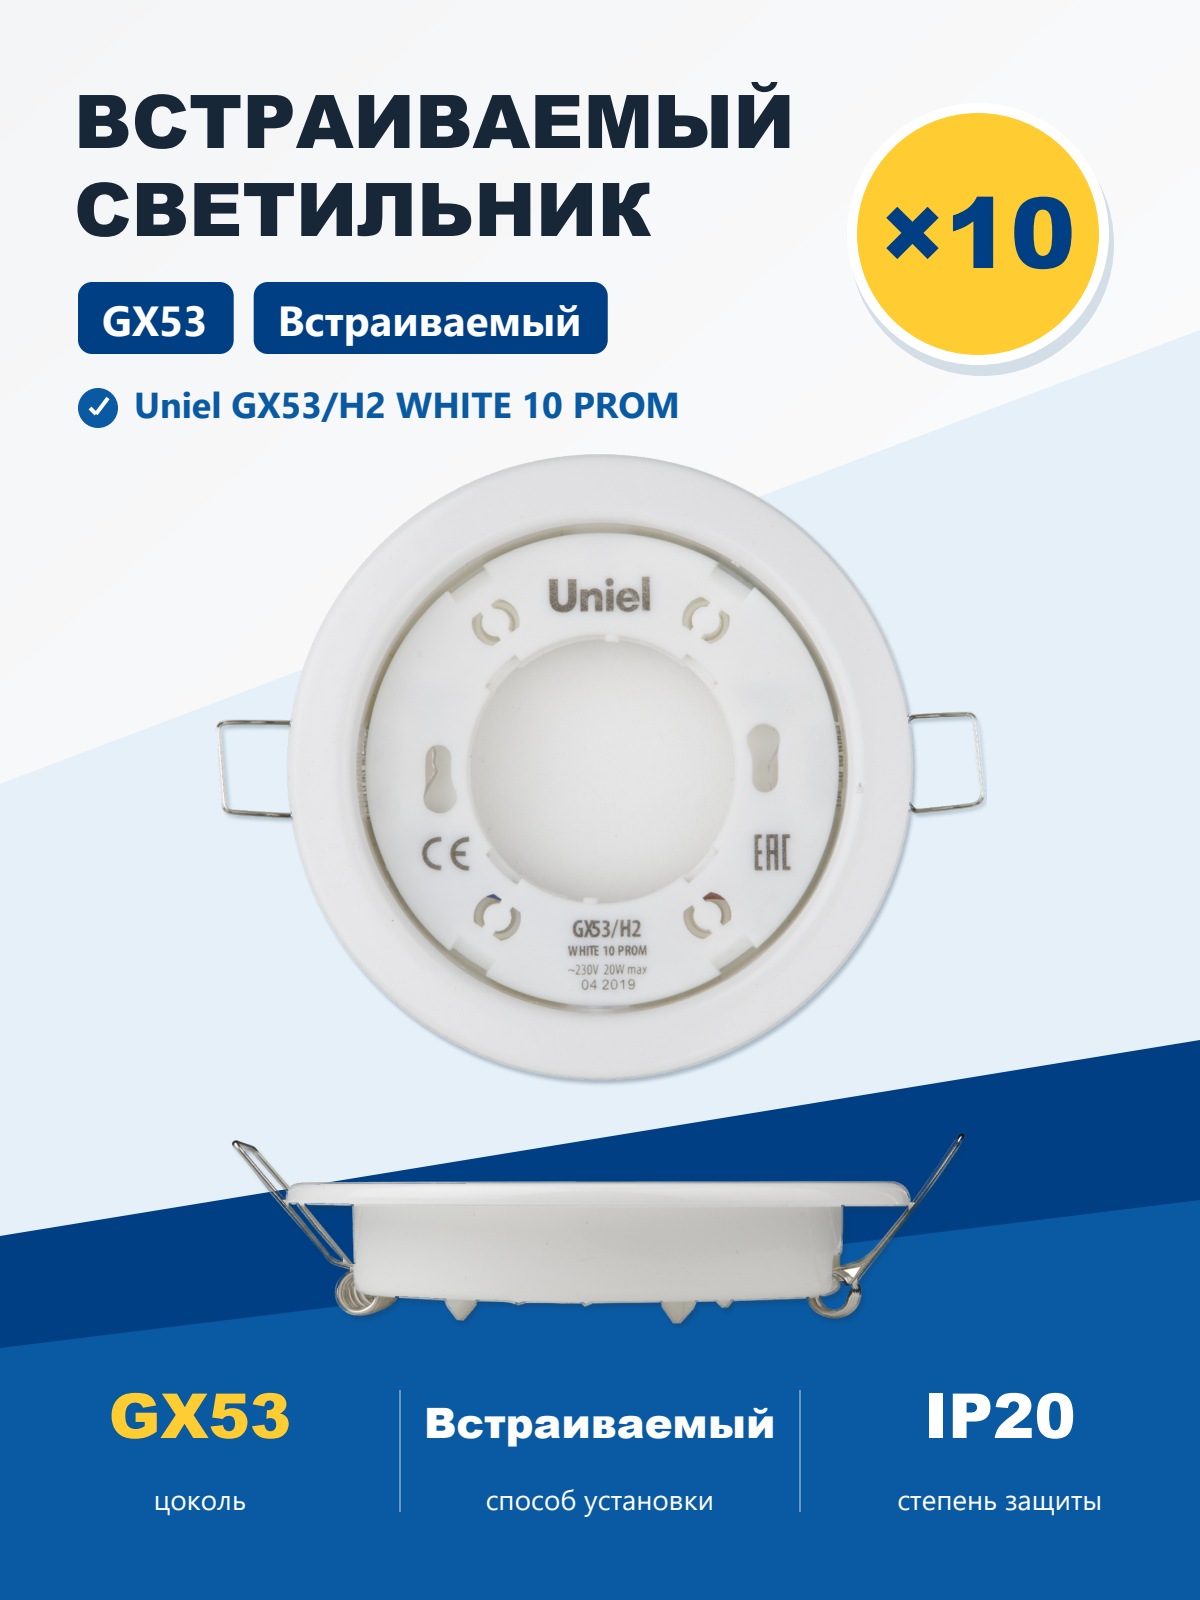 ВСТРАИВАЕМЫЙ
СВЕТИЛЬНИК
×10
GX53
Встраиваемый
Uniel GX53/H2 WHITE 10 PROM
Uniel
CE
EAC
GX53/H2
WHITE 10 PROM
~230V 20W max
04 2019
GX53
цоколь
Встраиваемый
способ установки
IP20
степень защиты